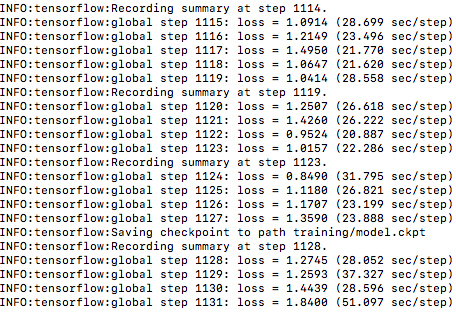 INFO:tensorflow:Recording summary at step 1114.
INFO:tensorflow:global step 1115: loss = 1.0914 (28.699 sec/step)
INFO:tensorflow:global step 1116: loss = 1.2149 (23.496 sec/step)
INFO:tensorflow:global step 1117: loss = 1.4950 (21.770 sec/step)
INFO:tensorflow:global step 1118: loss = 1.0647 (21.620 sec/step)
INFO:tensorflow:global step 1119: loss = 1.0414 (28.558 sec/step)
INFO:tensorflow:Recording summary at step 1119.
INFO:tensorflow:global step 1120: loss = 1.2507 (26.618 sec/step)
INFO:tensorflow:global step 1121: loss = 1.4260 (26.222 sec/step)
INFO:tensorflow:global step 1122: loss = 0.9524 (20.887 sec/step)
INFO:tensorflow:global step 1123: loss = 1.0157 (22.286 sec/step)
INFO:tensorflow:Recording summary at step 1123.
INFO:tensorflow:global step 1124: loss = 0.8490 (31.795 sec/step)
INFO:tensorflow:global step 1125: loss = 1.1180 (26.821 sec/step)
INFO:tensorflow:global step 1126: loss = 1.1707 (23.199 sec/step)
INFO:tensorflow:global step 1127: loss = 1.3590 (23.888 sec/step)
INFO:tensorflow:Saving checkpoint to path training/model.ckpt
INFO:tensorflow:Recording summary at step 1128.
INFO:tensorflow:global step 1128: loss = 1.2745 (28.052 sec/step)
INFO:tensorflow:global step 1129: loss = 1.2593 (37.327 sec/step)
INFO:tensorflow:global step 1130: loss = 1.4439 (28.596 sec/step)
INFO:tensorflow:global step 1131: loss = 1.8400 (51.097 sec/step)